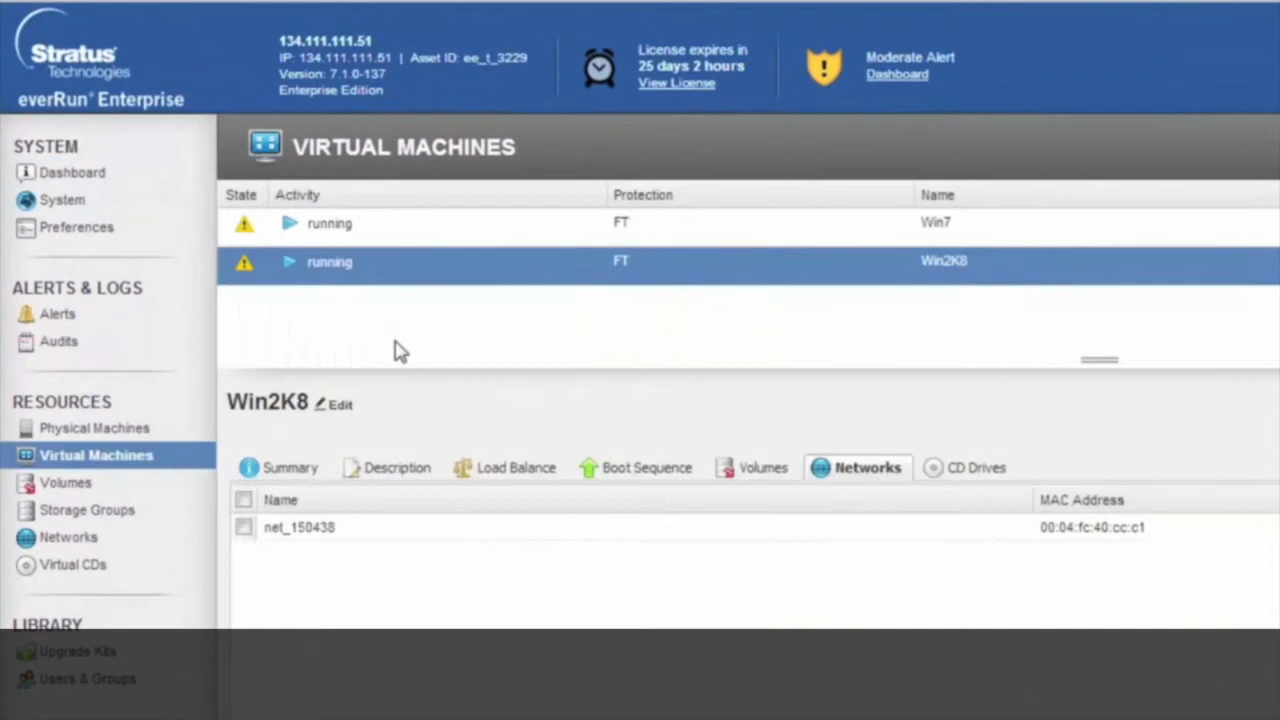 Stratus
Technologies
everRun® Enterprise
134.111.111.51
IP: 134.111.111.51 | Asset ID: ee_t_3229
Version: 7.1.0-137
Enterprise Edition
License expires in
25 days 2 hours
View License
Moderate Alert
Dashboard
SYSTEM
Dashboard
System
Preferences
ALERTS & LOGS
Alerts
Audits
RESOURCES
Physical Machines
Virtual Machines
Volumes
Storage Groups
Networks
Virtual CDs
LIBRARY
Upgrade Kits
Users & Groups
VIRTUAL MACHINES
State Activity Protection Name
running FT Win7
running FT Win2K8
Win2K8 Edit
Summary Description Load Balance Boot Sequence Volumes Networks CD Drives
Name MAC Address
net_150438 00:04:fc:40:cc:c1